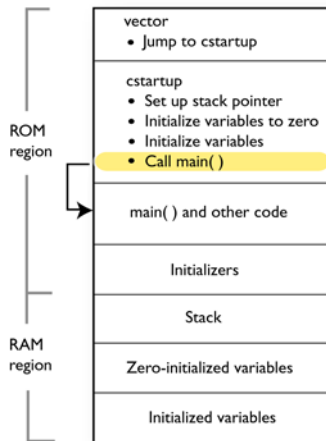 vector
• Jump to cstartup
cstartup
• Set up stack pointer
• Initialize variables to zero
• Initialize variables
• Call main( )
ROM
region
main( ) and other code
Initializers
Stack
RAM
region
Zero-initialized variables
Initialized variables